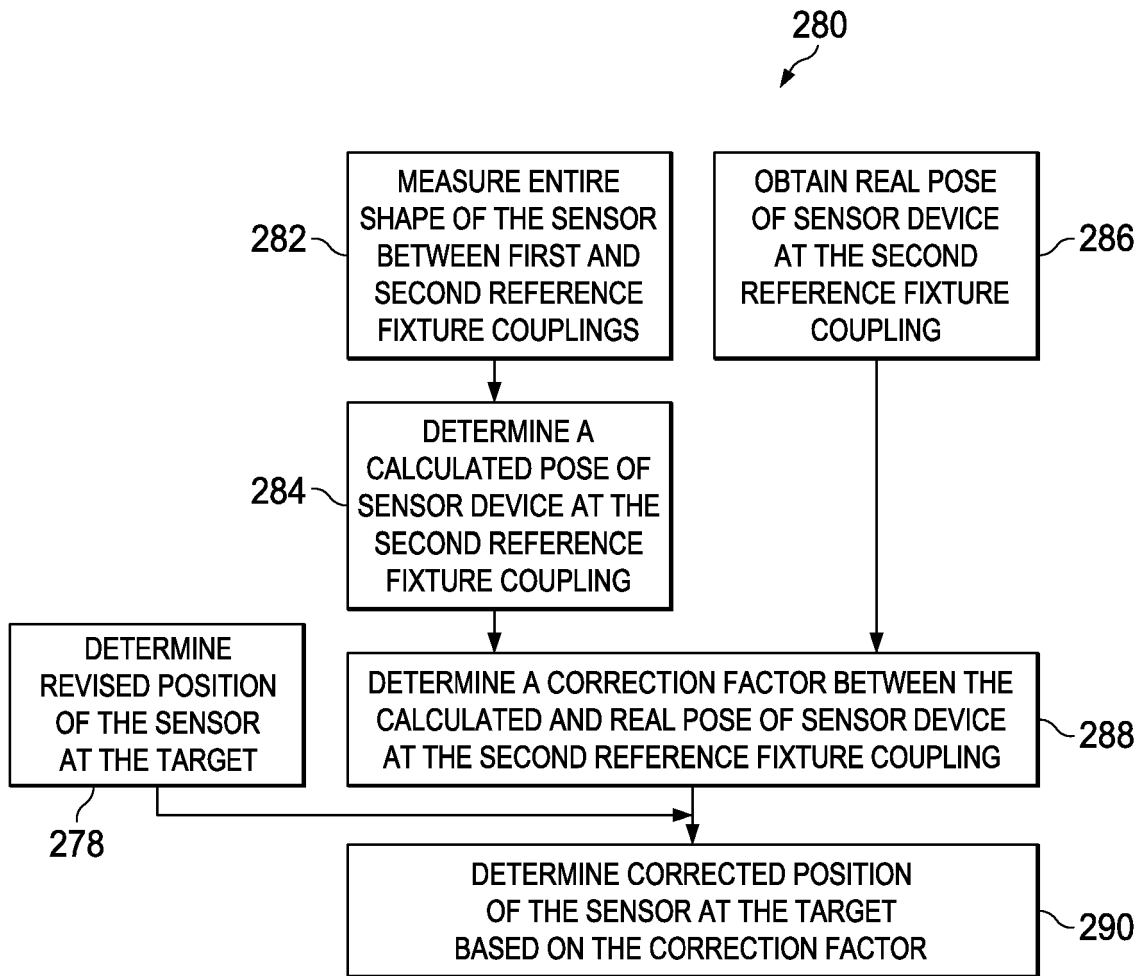 280
MEASURE ENTIRE
SHAPE OF THE SENSOR
BETWEEN FIRST AND
SECOND REFERENCE
FIXTURE COUPLINGS
282
OBTAIN REAL POSE
OF SENSOR DEVICE
AT THE SECOND
REFERENCE FIXTURE
COUPLING
286
DETERMINE A
CALCULATED POSE OF
SENSOR DEVICE AT THE
SECOND REFERENCE
FIXTURE COUPLING
284
DETERMINE
REVISED POSITION
OF THE SENSOR
AT THE TARGET
278
DETERMINE A CORRECTION FACTOR BETWEEN THE
CALCULATED AND REAL POSE OF SENSOR DEVICE
AT THE SECOND REFERENCE FIXTURE COUPLING
288
DETERMINE CORRECTED POSITION
OF THE SENSOR AT THE TARGET
BASED ON THE CORRECTION FACTOR
290